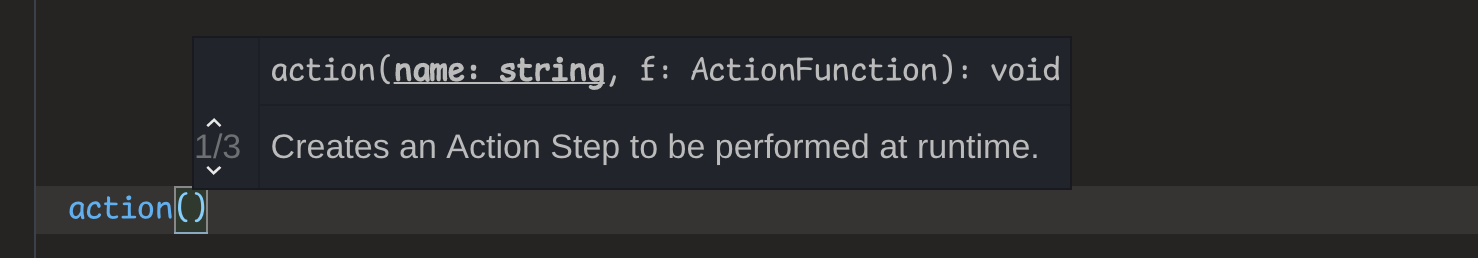 action(name: string, f: ActionFunction): void
1/3
Creates an Action Step to be performed at runtime.
action()